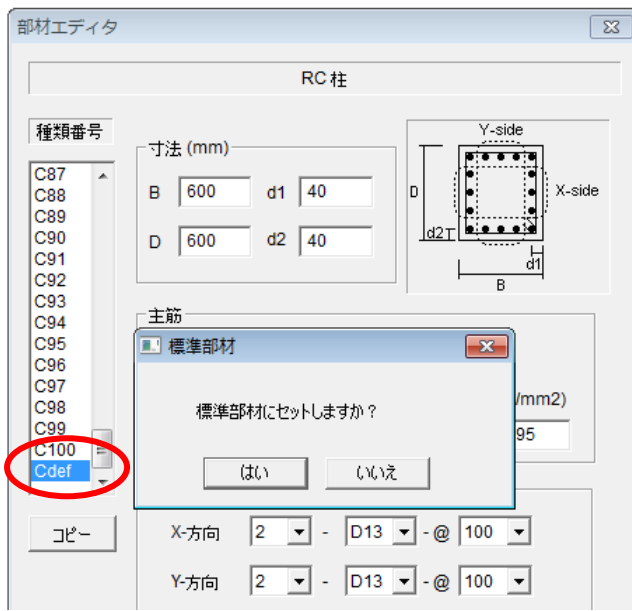 部材エディタ
RC 柱
種類番号
C87
C88
C89
C90
C91
C92
C93
C94
C95
C96
C97
C98
C99
C100
Cdef
コピー
寸法 (mm)
B 600 d1 40
D 600 d2 40
Y-side
X-side
D
d2
d1
B
主筋
/mm2)
95
標準部材
標準部材にセットしますか?
はい いいえ
X-方向 2 - D13 - @ 100
Y-方向 2 - D13 - @ 100